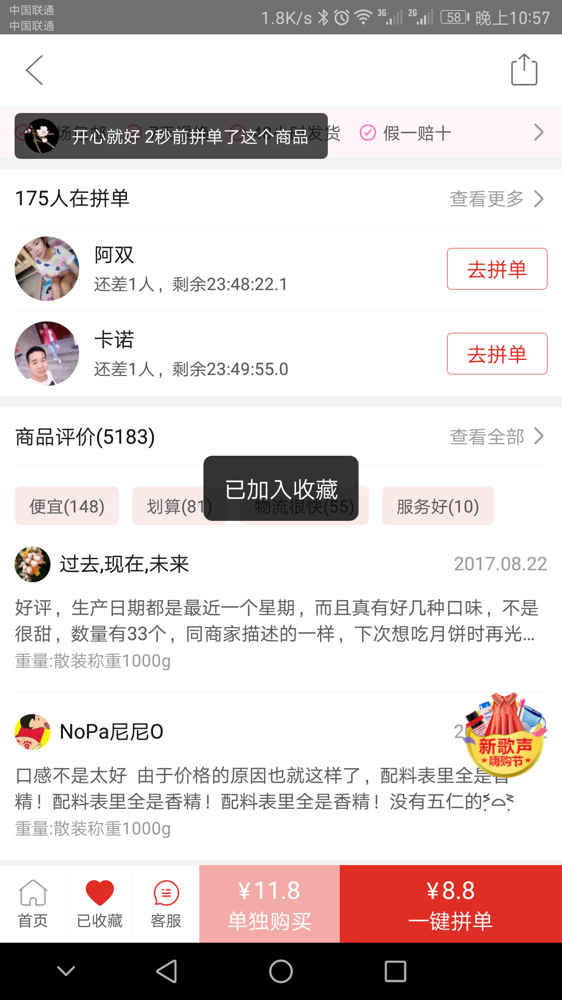 中国联通
中国联通
1.8K/s 3G 2G 58 晚上10:57
48小时发货 假一赔十
开心就好 2秒前拼单了这个商品
175人在拼单 查看更多
阿双
还差1人，剩余23:48:22.1
去拼单
卡诺
还差1人，剩余23:49:55.0
去拼单
商品评价(5183) 查看全部
已加入收藏
便宜(148) 划算(81) 物流很快(55) 服务好(10)
过去,现在,未来 2017.08.22
好评，生产日期都是最近一个星期，而且真有好几种口味，不是
很甜，数量有33个，同商家描述的一样，下次想吃月饼时再光...
重量:散装称重1000g
NoPa尼尼O
新歌声
嗨购节
口感不是太好 由于价格的原因也就这样了，配料表里全是香
精！配料表里全是香精！配料表里全是香精！没有五仁的
重量:散装称重1000g
首页 已收藏 客服
¥11.8
单独购买
¥8.8
一键拼单